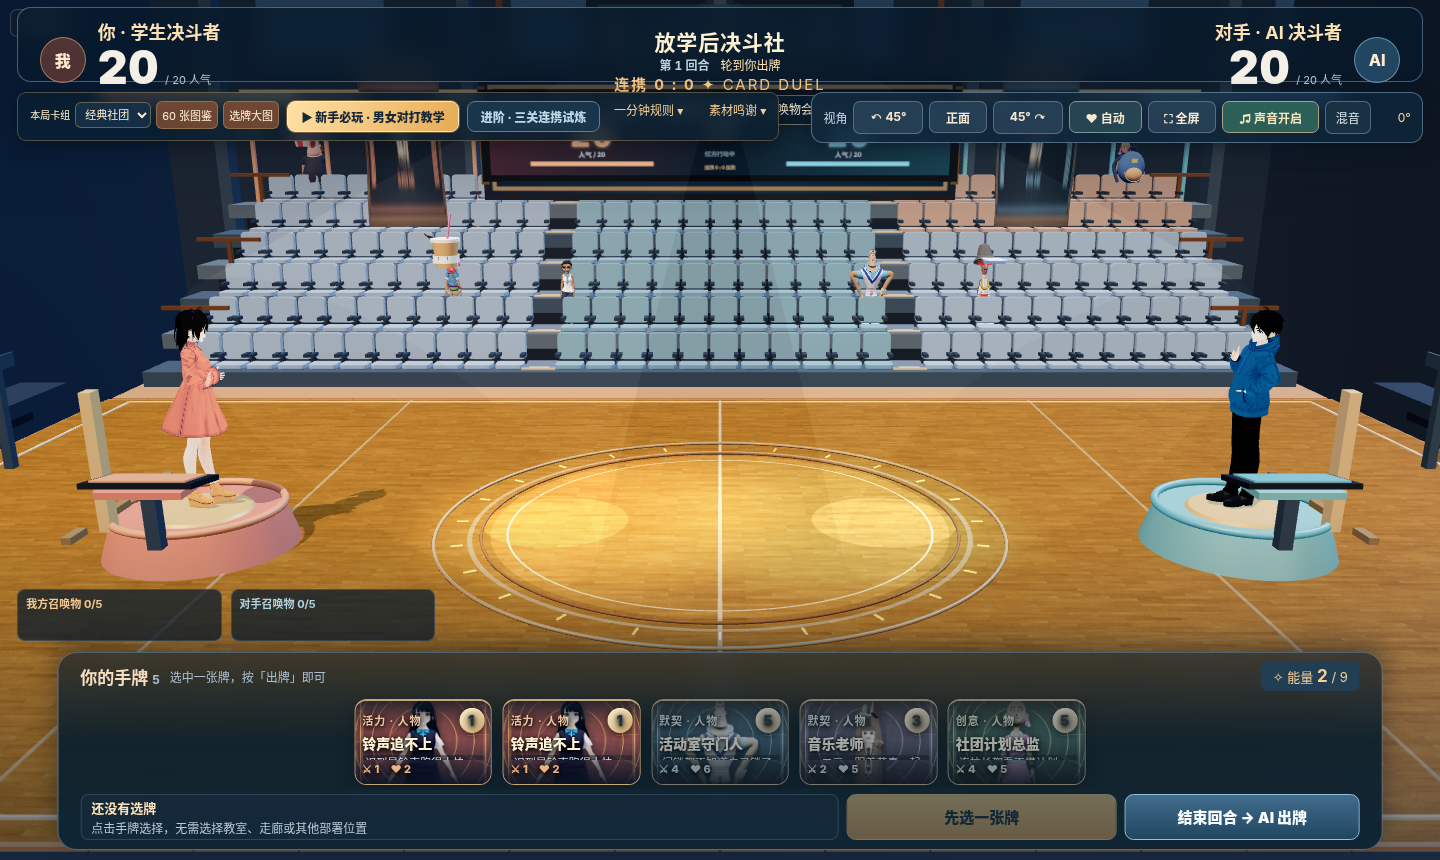 你 · 学生决斗者
我
20
/ 20 人气
放学后决斗社
第 1 回合 轮到你出牌
连携 0 : 0 ✦ CARD DUEL
对手 · AI 决斗者
20
/ 20 人气
AI
本局卡组
经典社团
60 张图鉴
选牌大图
▶ 新手必玩 · 男女对打教学
进阶 · 三关连携试炼
一分钟规则 ▾
素材鸣谢 ▾
唤物会
视角
↶ 45°
正面
45° ↷
♥ 自动
⛶ 全屏
♫ 声音开启
混音
0°
人气 / 20
人气 / 20
我方召唤物 0/5
对手召唤物 0/5
你的手牌 5 选中一张牌，按「出牌」即可
✧ 能量 2 / 9
活力 · 人物 1
铃声追不上
⚔ 1 ♥ 2
活力 · 人物 1
铃声追不上
⚔ 1 ♥ 2
默契 · 人物 5
活动室守门人
⚔ 4 ♥ 6
默契 · 人物 3
音乐老师
⚔ 2 ♥ 5
创意 · 人物 5
社团计划总监
⚔ 4 ♥ 5
还没有选牌
点击手牌选择，无需选择教室、走廊或其他部署位置
先选一张牌
结束回合 → AI 出牌